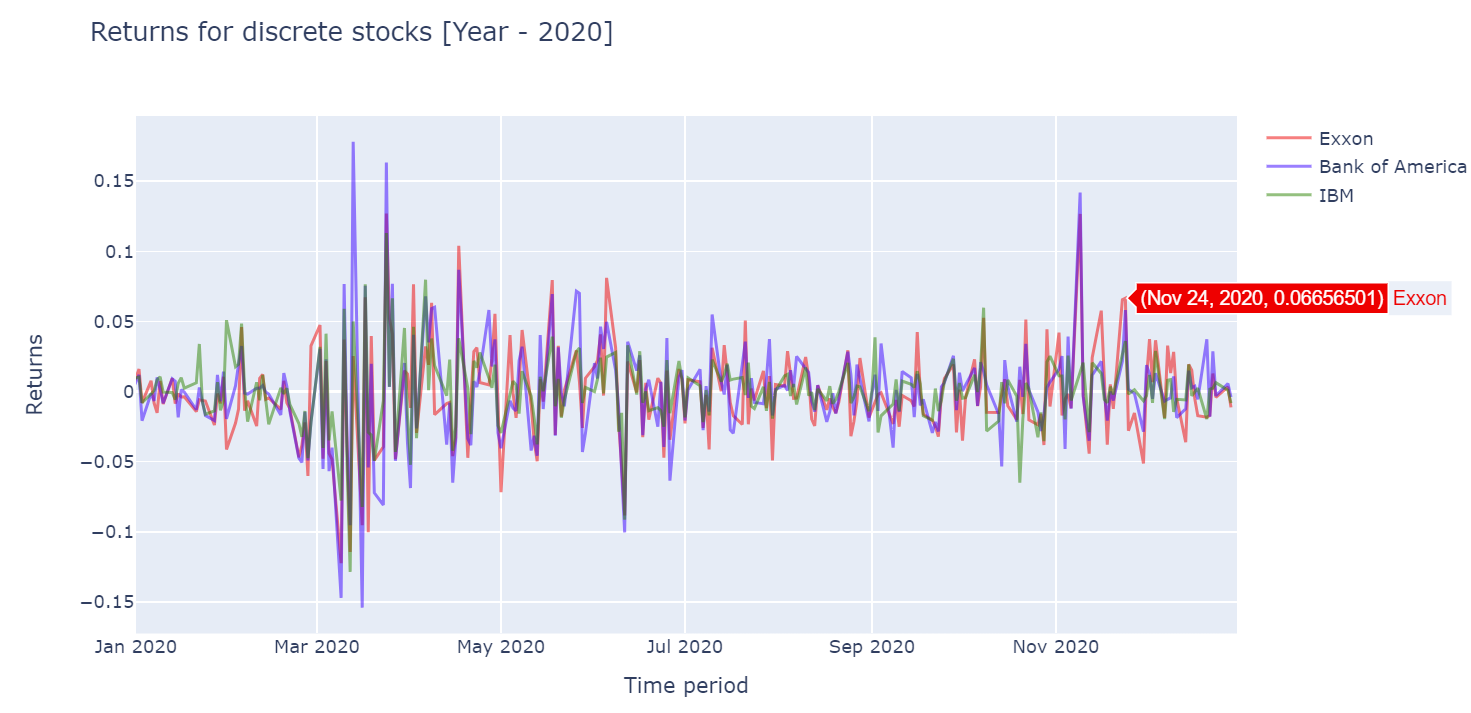 Returns for discrete stocks [Year - 2020]
Exxon
Bank of America
IBM
0.15
0.1
0.05
0
−0.05
−0.1
−0.15
Returns
(Nov 24, 2020, 0.06656501) Exxon
Jan 2020 Mar 2020 May 2020 Jul 2020 Sep 2020 Nov 2020
Time period